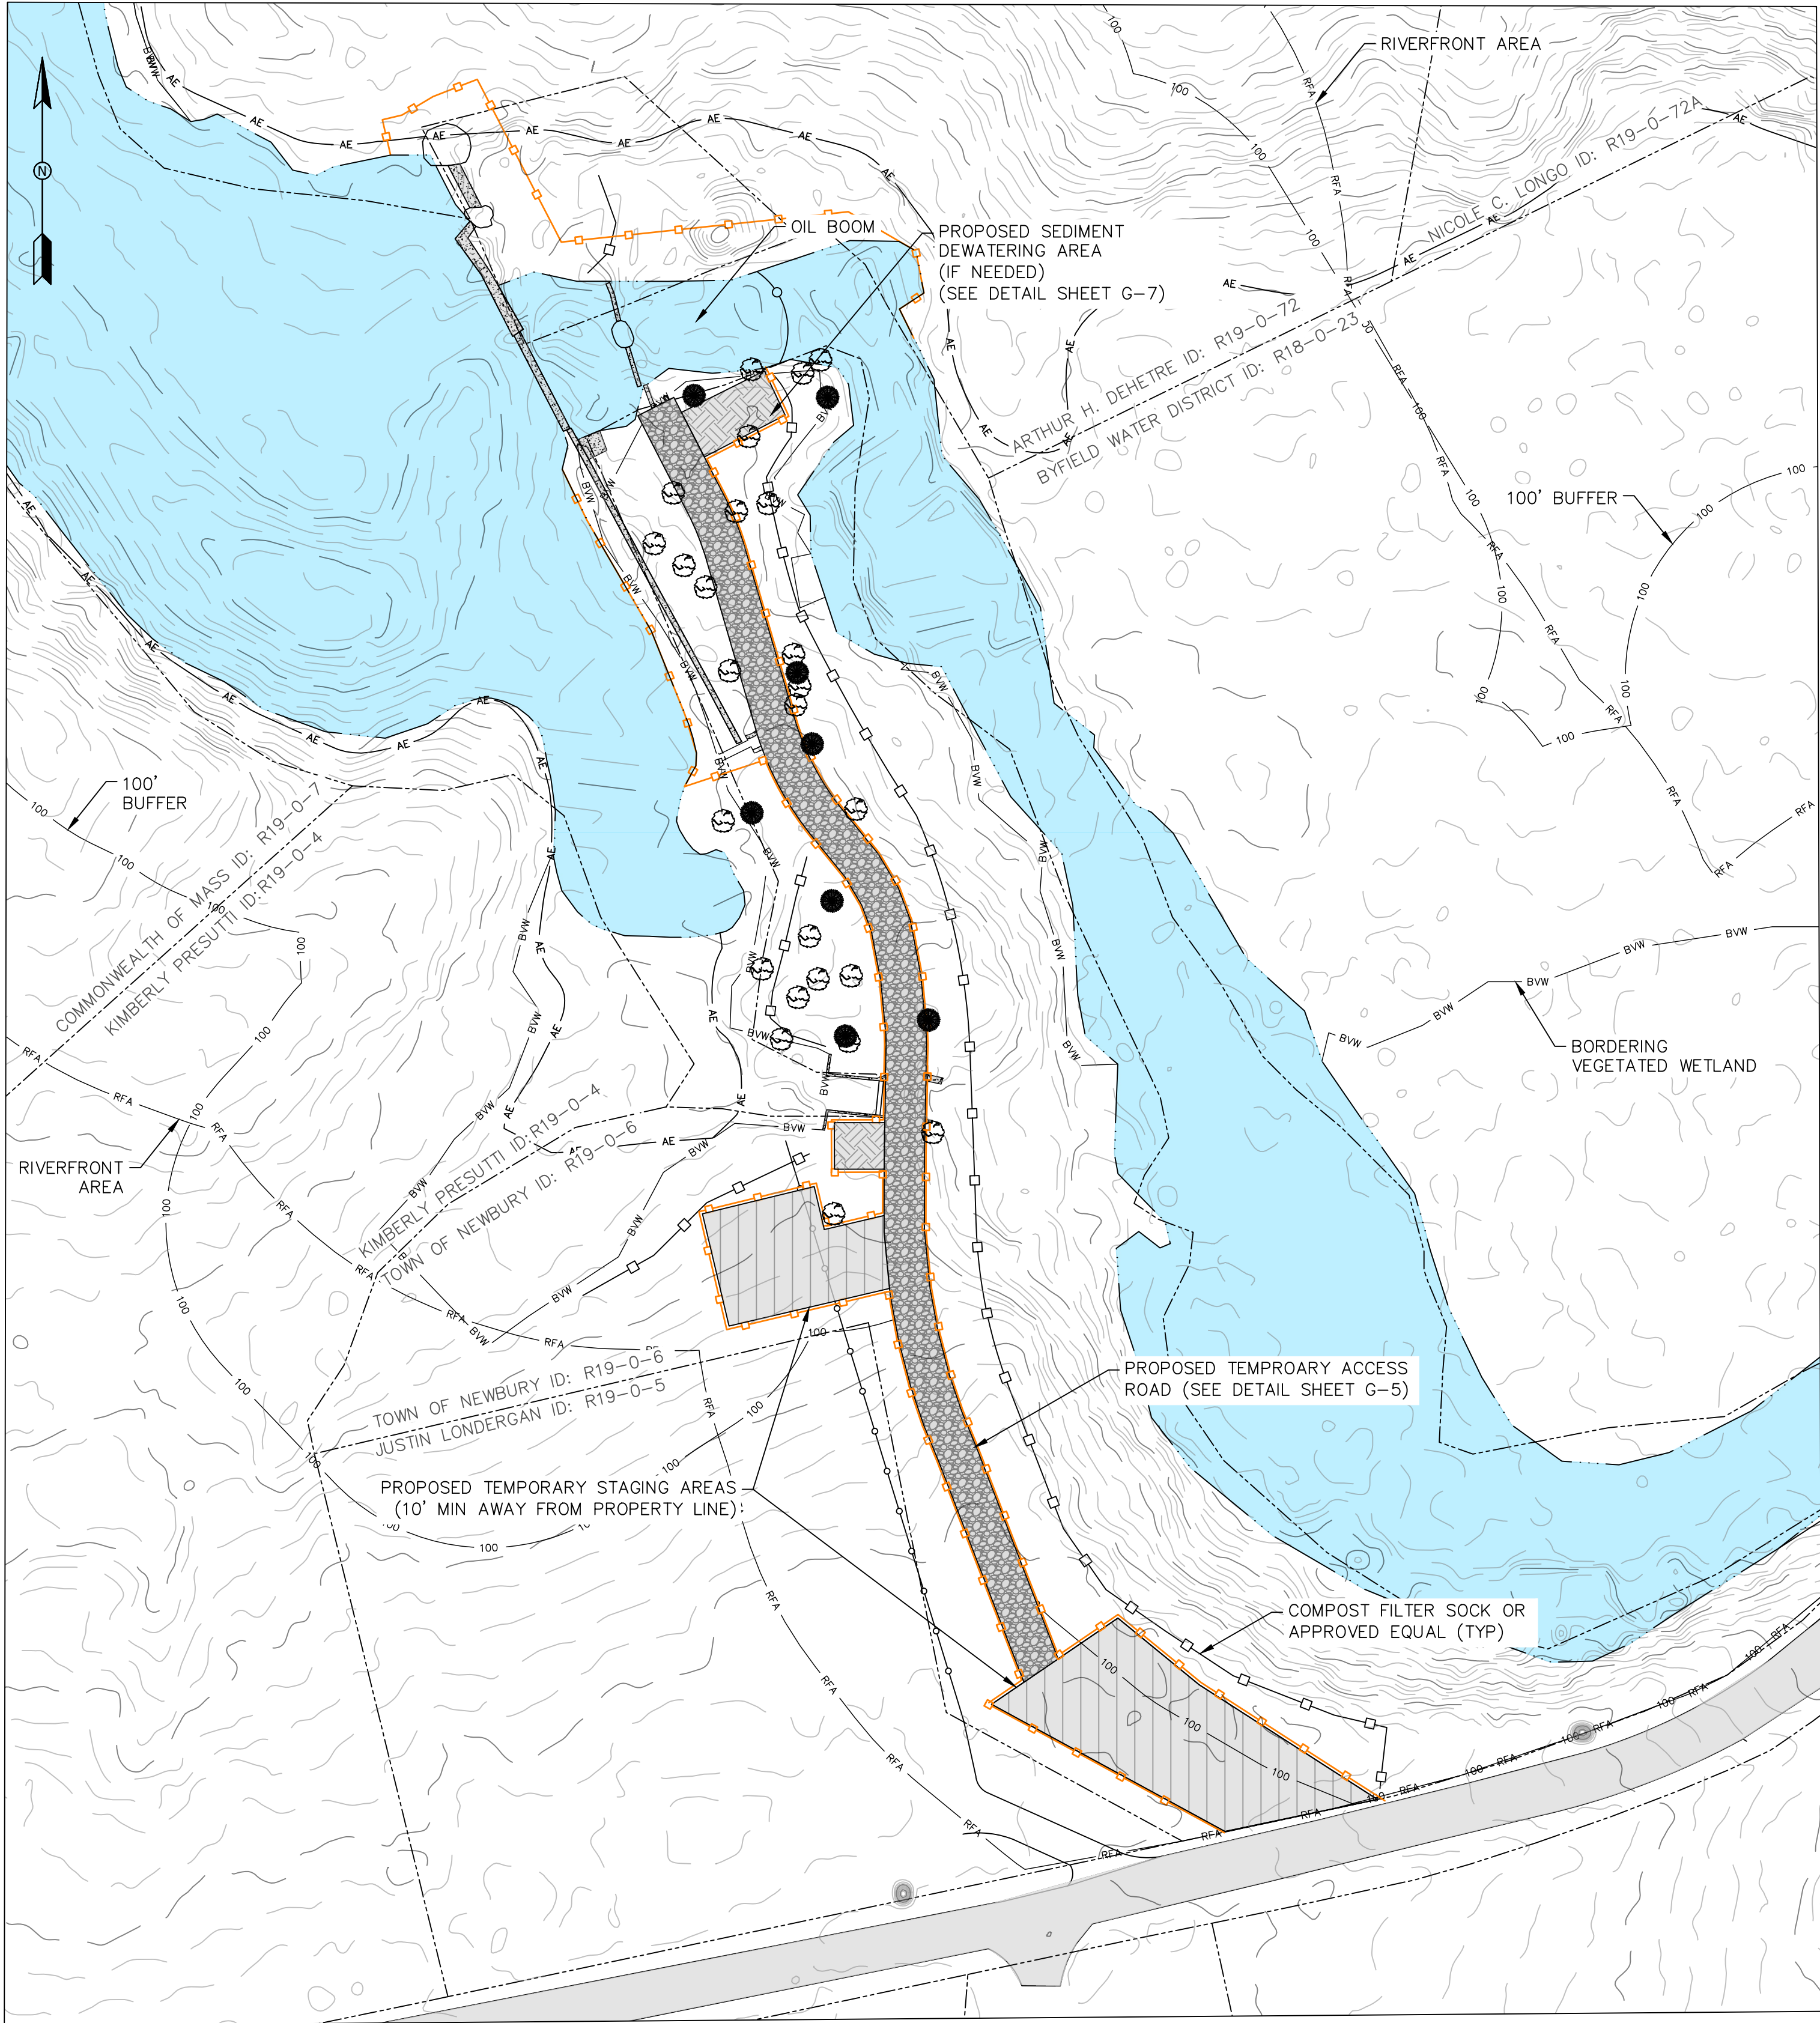 RIVERFRONT AREA
N
NICOLE C. LONGO ID: R19-0-72A
OIL BOOM
PROPOSED SEDIMENT
DEWATERING AREA
(IF NEEDED)
(SEE DETAIL SHEET G-7)
ARTHUR H. DEHETRE ID: R19-0-72
BYFIELD WATER DISTRICT ID: R18-0-23
100' BUFFER
100'
BUFFER
COMMONWEALTH OF MASS ID: R19-0-7
KIMBERLY PRESUTTI ID:R19-0-4
BORDERING
VEGETATED WETLAND
RIVERFRONT
AREA
KIMBERLY PRESUTTI ID:R19-0-4
TOWN OF NEWBURY ID: R19-0-6
TOWN OF NEWBURY ID: R19-0-6
JUSTIN LONDERGAN ID: R19-0-5
PROPOSED TEMPROARY ACCESS
ROAD (SEE DETAIL SHEET G-5)
PROPOSED TEMPORARY STAGING AREAS
(10' MIN AWAY FROM PROPERTY LINE)
COMPOST FILTER SOCK OR
APPROVED EQUAL (TYP)
AE
BVW
RFA
100